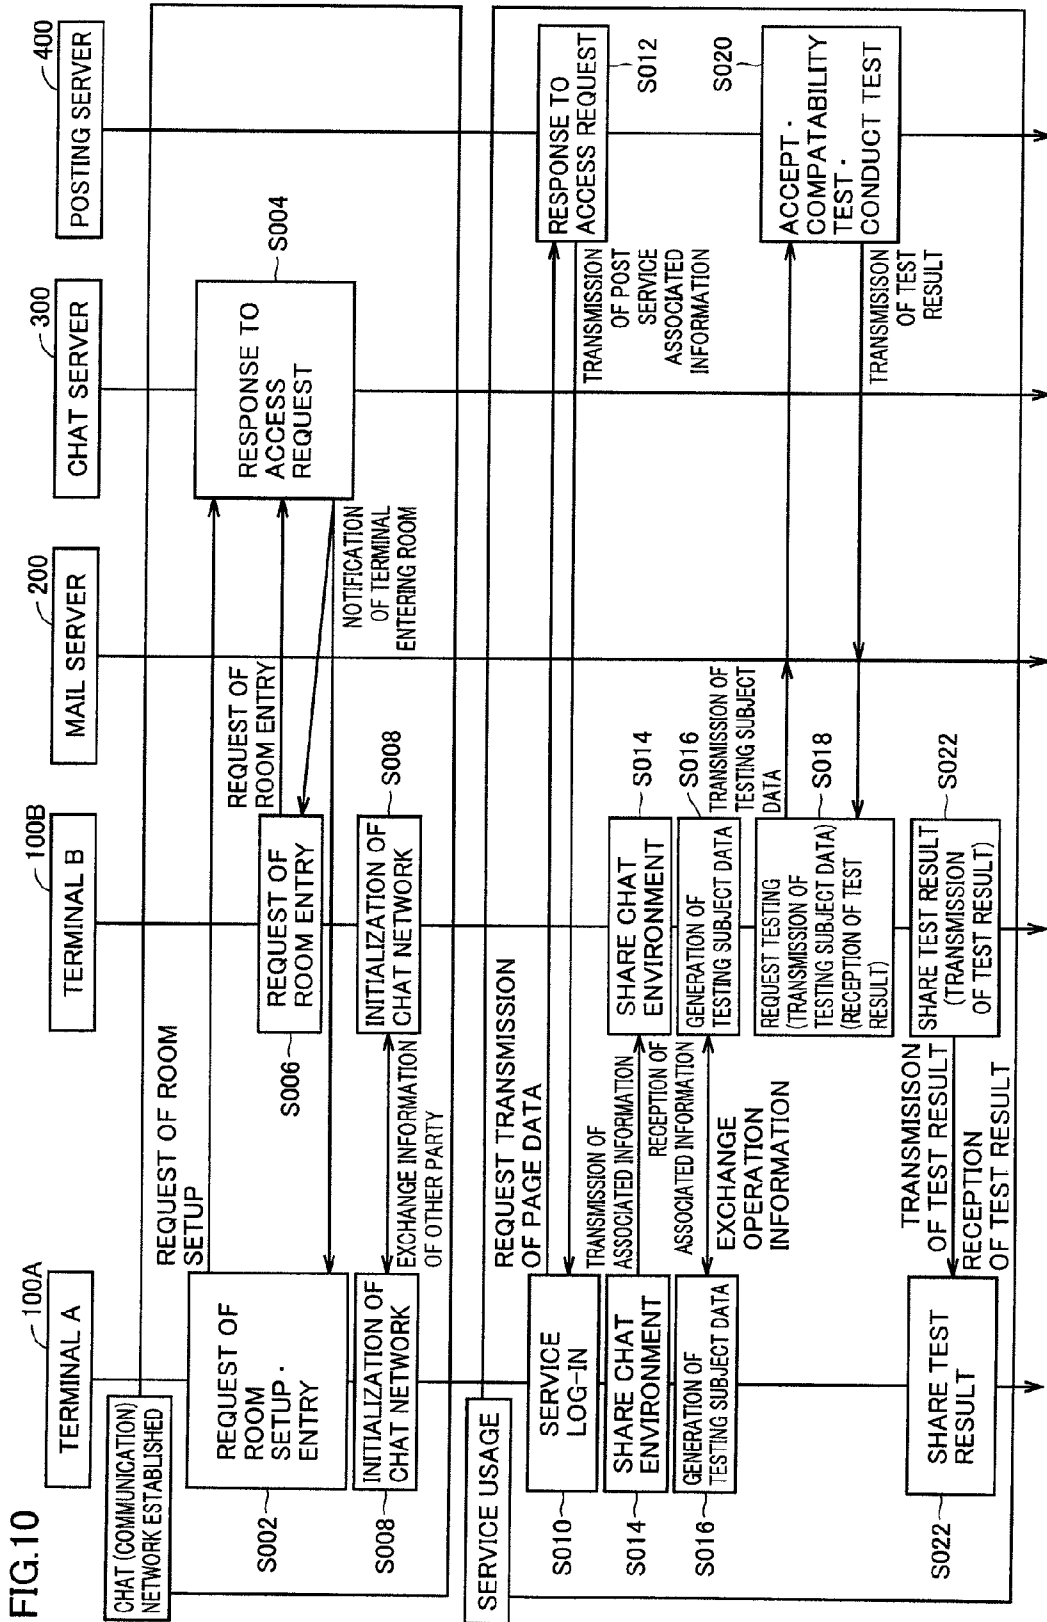 FIG.10
100A
TERMINAL A
100B
TERMINAL B
200
MAIL SERVER
300
CHAT SERVER
400
POSTING SERVER
CHAT (COMMUNICATION)
NETWORK ESTABLISHED
REQUEST OF
ROOM
SETUP ·
ENTRY
S002
REQUEST OF ROOM
SETUP
RESPONSE TO
ACCESS
REQUEST
S004
REQUEST OF
ROOM ENTRY
S006
REQUEST OF
ROOM ENTRY
NOTIFICATION
OF TERMINAL
ENTERING ROOM
INITIALIZATION OF
CHAT NETWORK
S008
EXCHANGE INFORMATION
OF OTHER PARTY
INITIALIZATION OF
CHAT NETWORK
S008
SERVICE USAGE
REQUEST TRANSMISSION
OF PAGE DATA
SERVICE
LOG-IN
S010
RESPONSE TO
ACCESS REQUEST
S012
TRANSMISSION
OF POST
SERVICE
ASSOCIATED
INFORMATION
SHARE CHAT
ENVIRONMENT
S014
TRANSMISSION OF
ASSOCIATED INFORMATION
RECEPTION OF
ASSOCIATED INFORMATION
SHARE CHAT
ENVIRONMENT
S014
GENERATION OF
TESTING SUBJECT DATA
S016
EXCHANGE
OPERATION
INFORMATION
GENERATION OF
TESTING SUBJECT DATA
S016
TRANSMISSION OF
TESTING SUBJECT
DATA
REQUEST TESTING
(TRANSMISSION OF
TESTING SUBJECT DATA)
(RECEPTION OF TEST
RESULT)
S018
ACCEPT ·
COMPATABILITY
TEST ·
CONDUCT TEST
S020
TRANSMISISON
OF TEST
RESULT
SHARE TEST RESULT
(TRANSMISSION
OF TEST RESULT)
S022
TRANSMISISION
OF TEST RESULT
RECEPTION
OF TEST RESULT
SHARE TEST
RESULT
S022